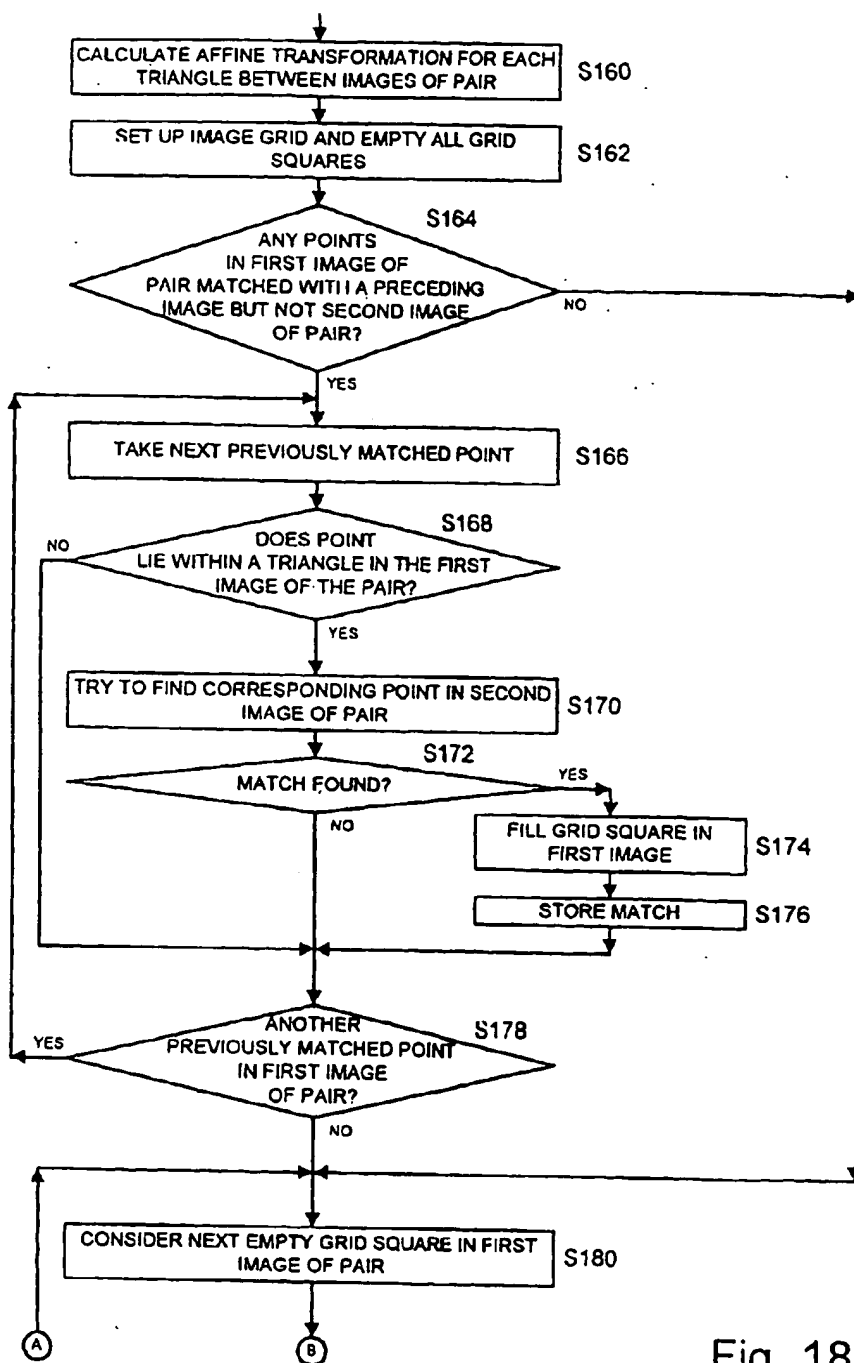 CALCULATE AFFINE TRANSFORMATION FOR EACH
TRIANGLE BETWEEN IMAGES OF PAIR
S160
SET UP IMAGE GRID AND EMPTY ALL GRID
SQUARES
S162
S164
ANY POINTS
IN FIRST IMAGE OF
PAIR MATCHED WITH A PRECEDING
IMAGE BUT NOT SECOND IMAGE
OF PAIR?
NO
YES
TAKE NEXT PREVIOUSLY MATCHED POINT
S166
S168
NO
DOES POINT
LIE WITHIN A TRIANGLE IN THE FIRST
IMAGE OF THE PAIR?
YES
TRY TO FIND CORRESPONDING POINT IN SECOND
IMAGE OF PAIR
S170
S172
MATCH FOUND?
YES
NO
FILL GRID SQUARE IN
FIRST IMAGE
S174
STORE MATCH
S176
ANOTHER
PREVIOUSLY MATCHED POINT
IN FIRST IMAGE
OF PAIR?
S178
YES
NO
CONSIDER NEXT EMPTY GRID SQUARE IN FIRST
IMAGE OF PAIR
S180
A
B
Fig. 18